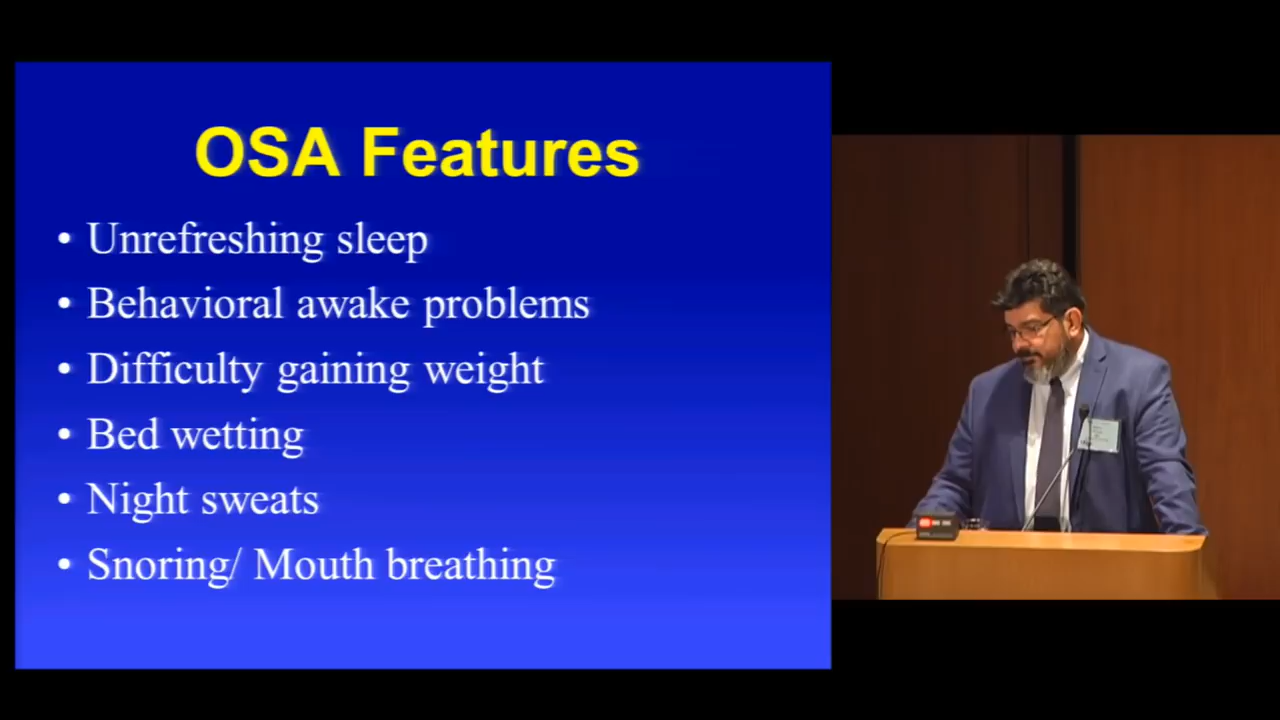 OSA Features
• Unrefreshing sleep
• Behavioral awake problems
• Difficulty gaining weight
• Bed wetting
• Night sweats
• Snoring/ Mouth breathing